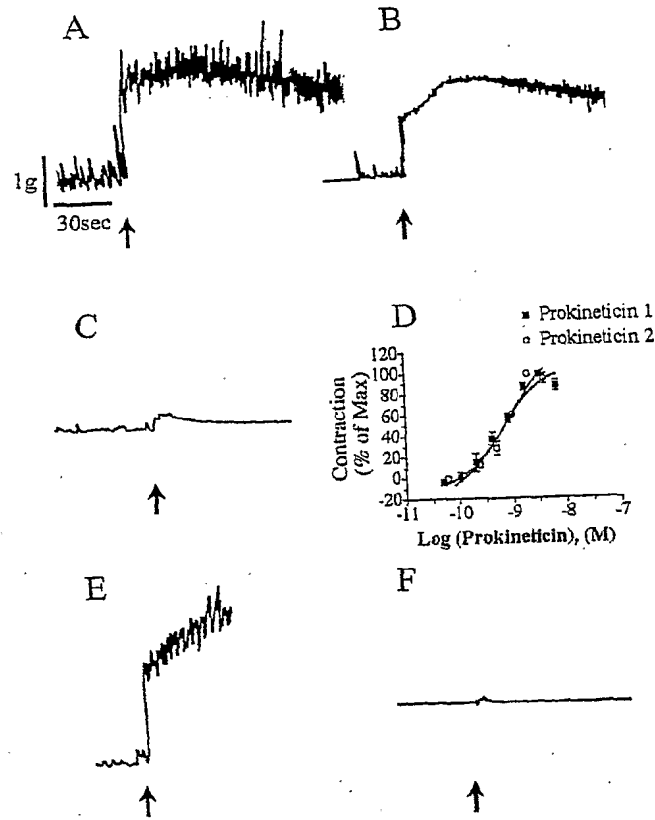 A
B
1g
30sec
C
D
Prokineticin 1
Prokineticin 2
Contraction
(% of Max)
120
100
80
60
40
20
0
-20
-11 -10 -9 -8 -7
Log (Prokineticin), (M)
E
F